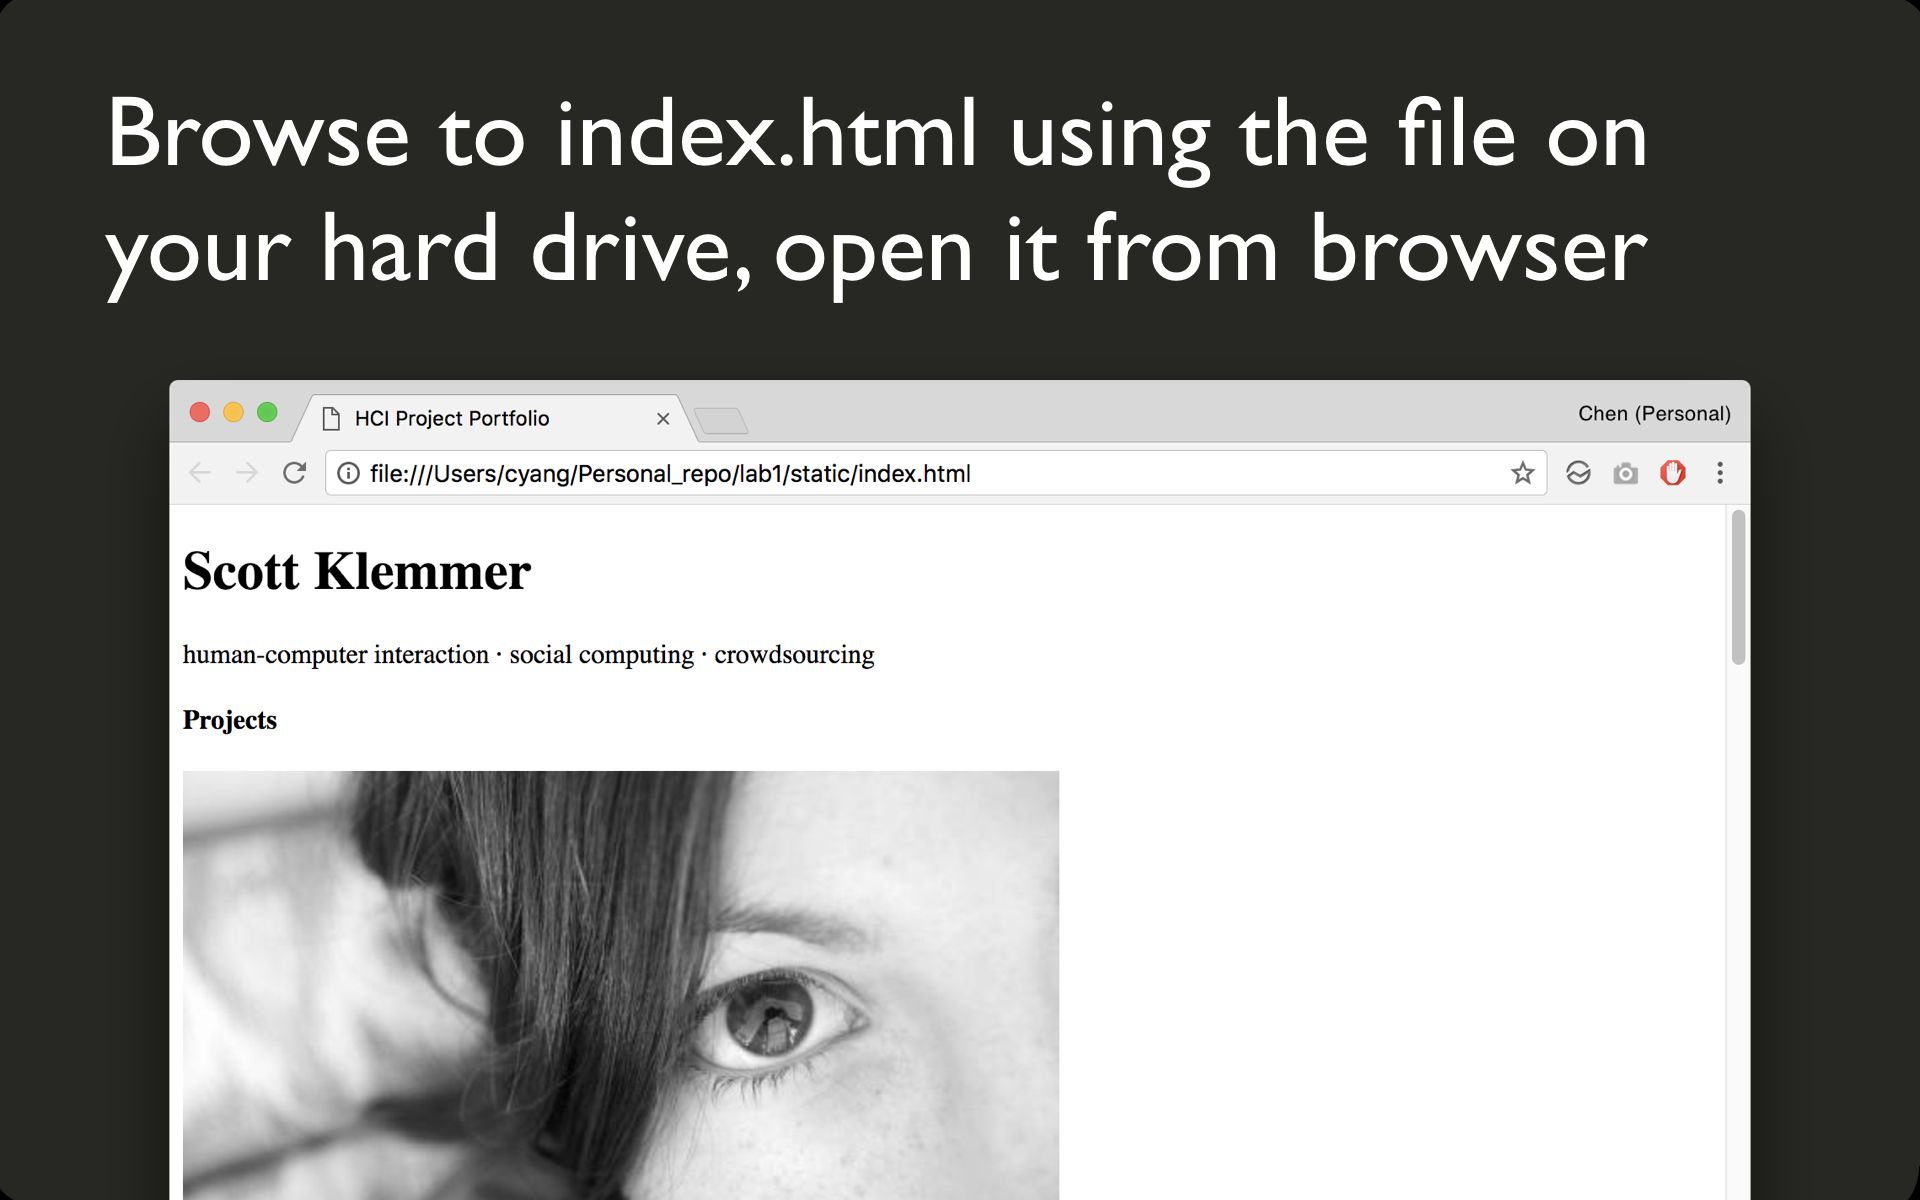 Browse to index.html using the file on
your hard drive, open it from browser
HCI Project Portfolio
Chen (Personal)
file:///Users/cyang/Personal_repo/lab1/static/index.html
Scott Klemmer
human-computer interaction · social computing · crowdsourcing
Projects